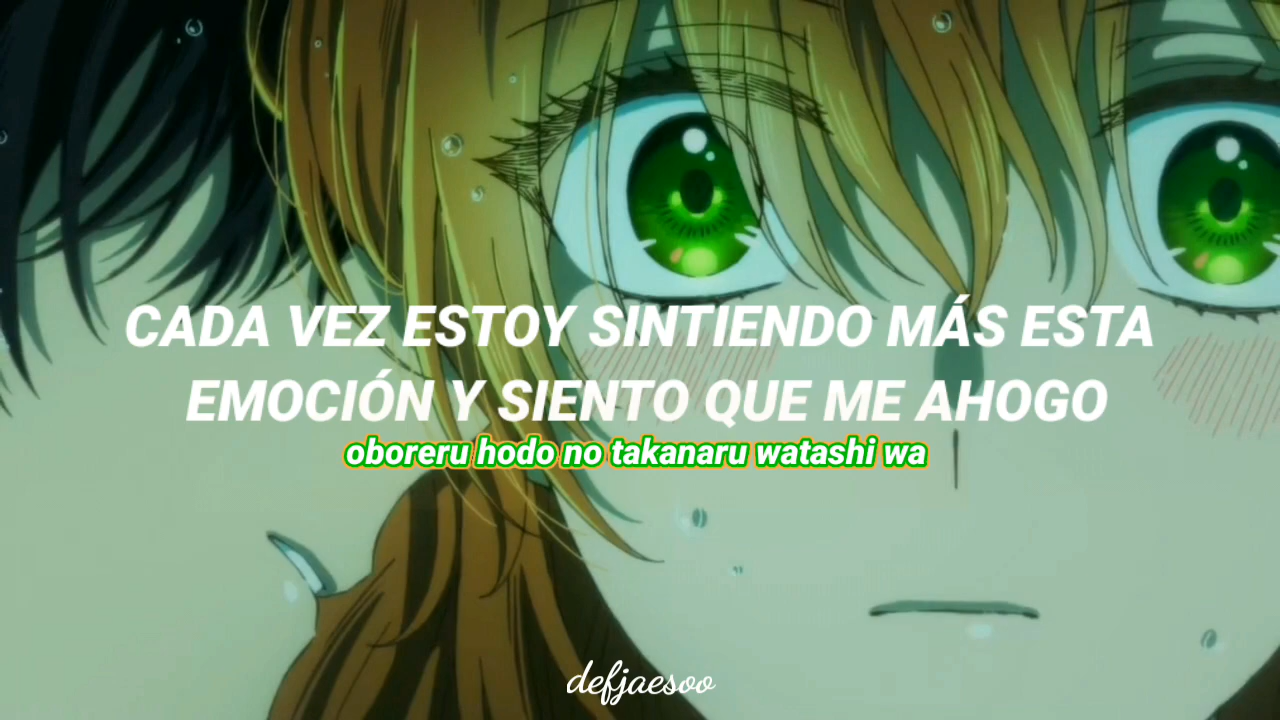 CADA VEZ ESTOY SINTIENDO MÁS ESTA
EMOCIÓN Y SIENTO QUE ME AHOGO
oboreru hodo no takanaru watashi wa
defjaesoo